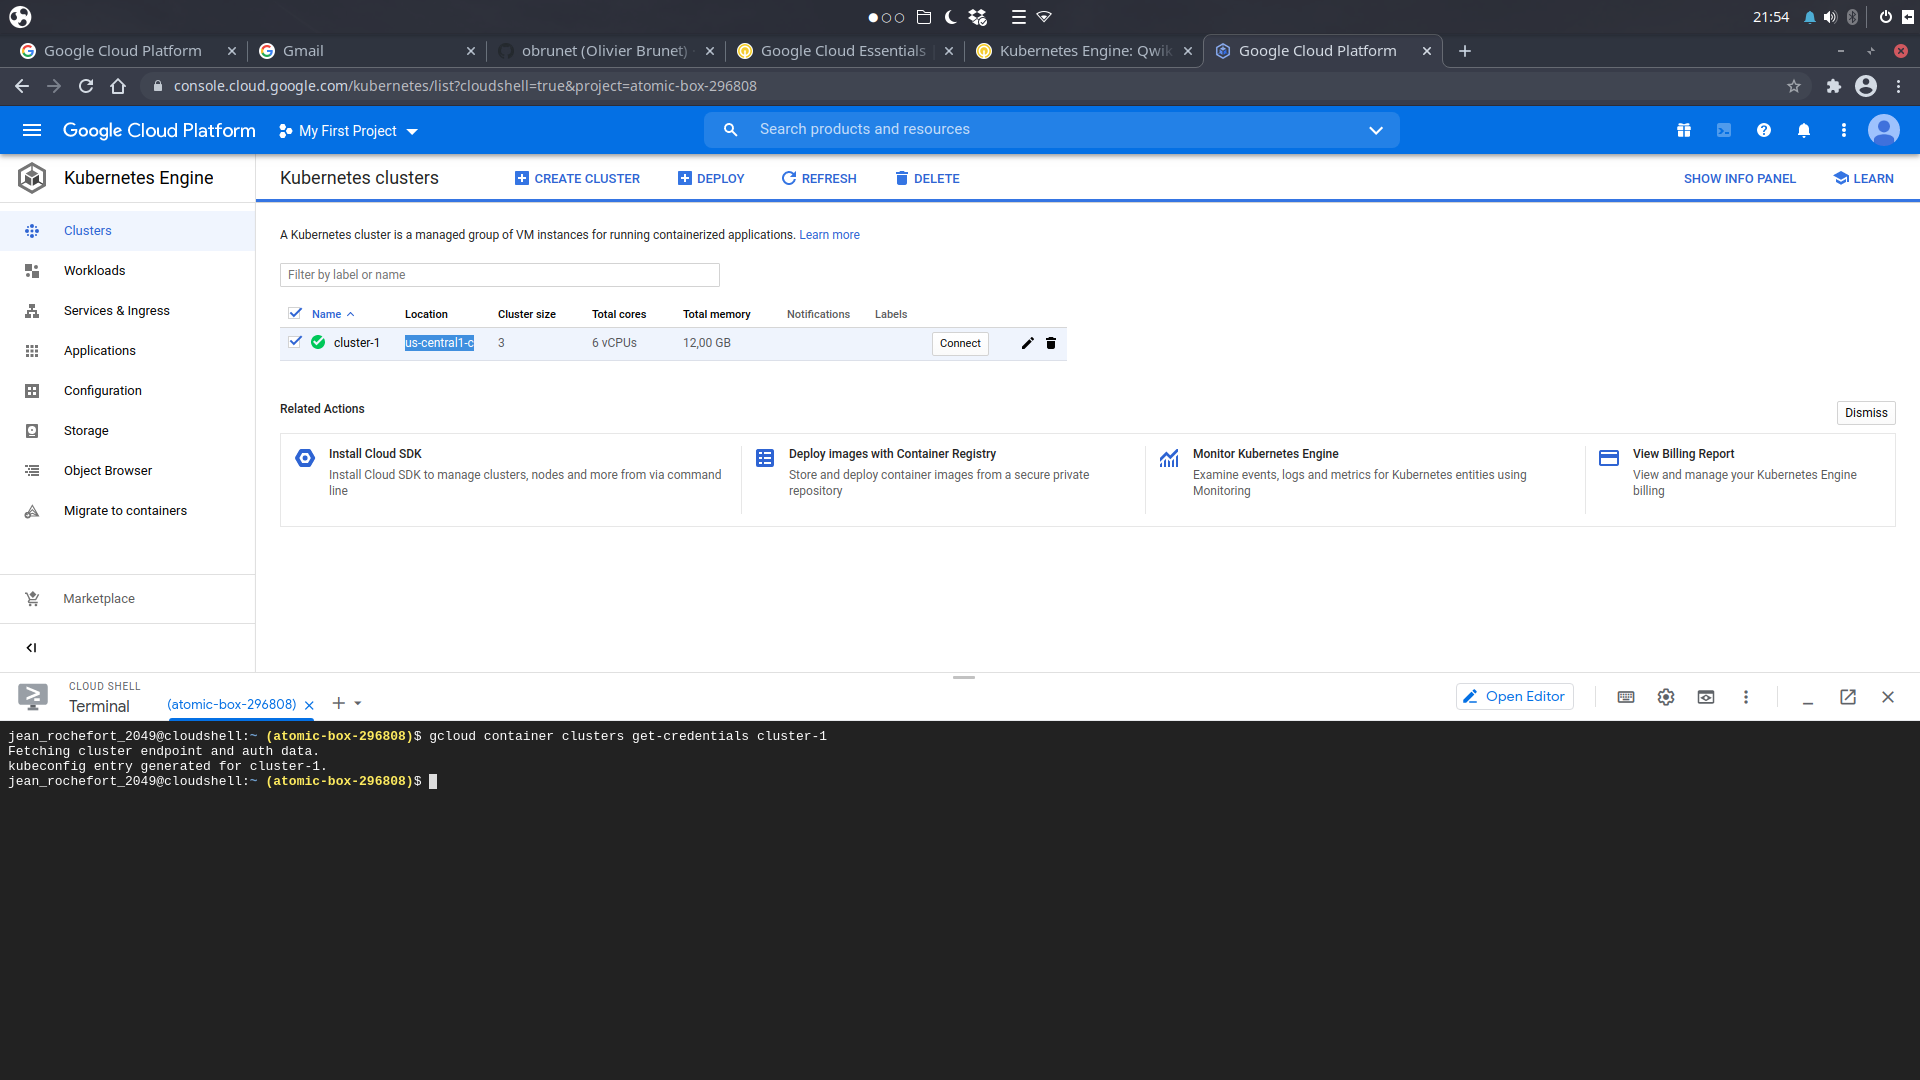 21:54
Google Cloud Platform
Gmail
obrunet (Olivier Brunet)
Google Cloud Essentials
Kubernetes Engine: Qwik
Google Cloud Platform
console.cloud.google.com/kubernetes/list?cloudshell=true&project=atomic-box-296808
Google Cloud Platform
My First Project
Search products and resources
Kubernetes Engine
Clusters
Workloads
Services & Ingress
Applications
Configuration
Storage
Object Browser
Migrate to containers
Marketplace
Kubernetes clusters
CREATE CLUSTER
DEPLOY
REFRESH
DELETE
SHOW INFO PANEL
LEARN
A Kubernetes cluster is a managed group of VM instances for running containerized applications. Learn more
Filter by label or name
Name Location Cluster size Total cores Total memory Notifications Labels
cluster-1 us-central1-c 3 6 vCPUs 12,00 GB Connect
Related Actions
Dismiss
Install Cloud SDK
Install Cloud SDK to manage clusters, nodes and more from via command
line
Deploy images with Container Registry
Store and deploy container images from a secure private
repository
Monitor Kubernetes Engine
Examine events, logs and metrics for Kubernetes entities using
Monitoring
View Billing Report
View and manage your Kubernetes Engine
billing
CLOUD SHELL
Terminal
(atomic-box-296808)
Open Editor
jean_rochefort_2049@cloudshell:~ (atomic-box-296808)$ gcloud container clusters get-credentials cluster-1
Fetching cluster endpoint and auth data.
kubeconfig entry generated for cluster-1.
jean_rochefort_2049@cloudshell:~ (atomic-box-296808)$